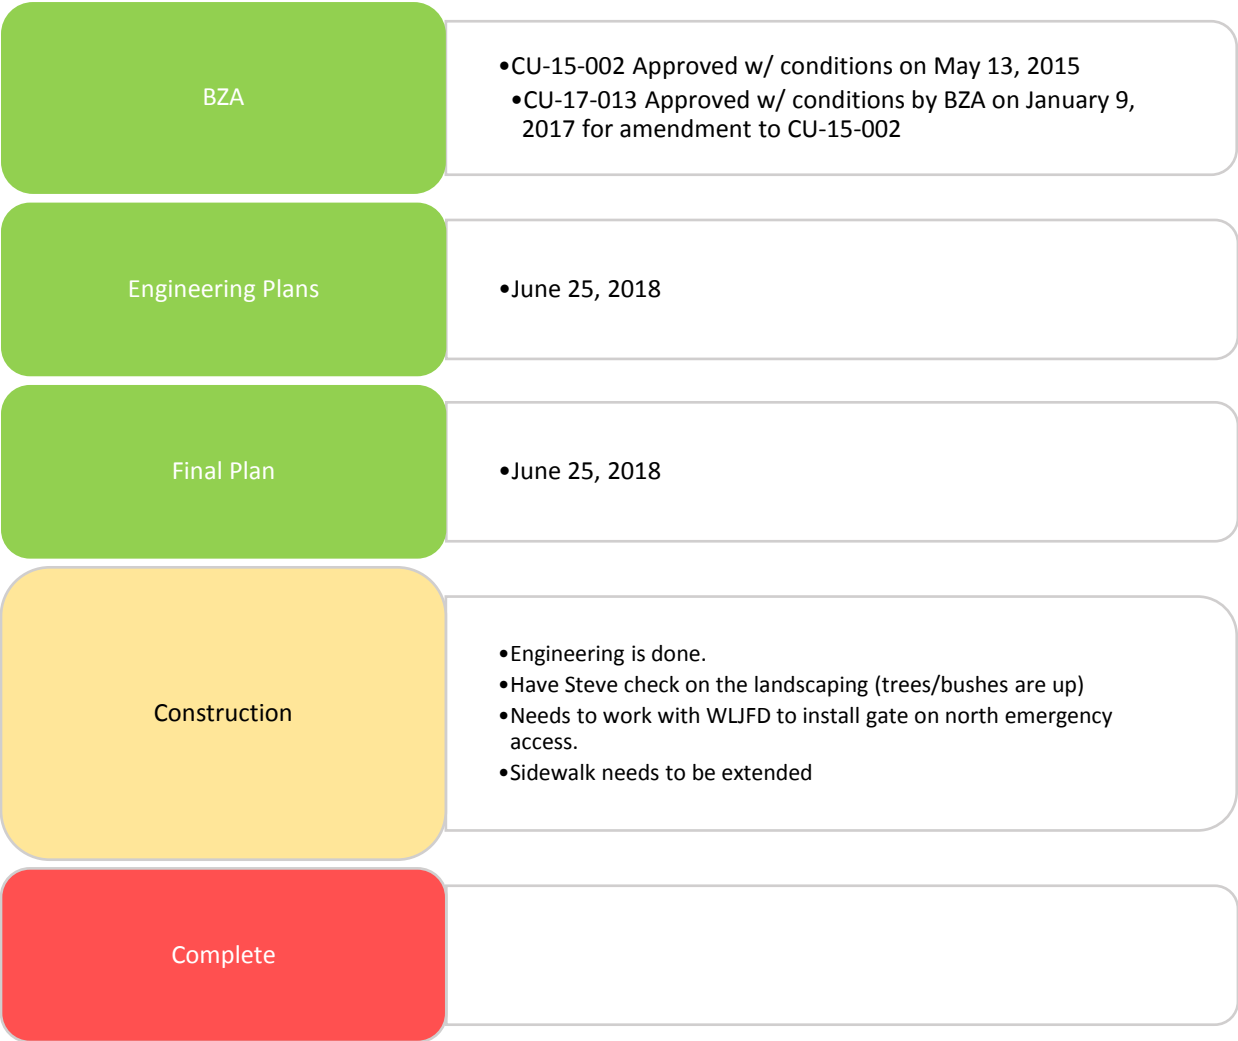 BZA
•CU-15-002 Approved w/ conditions on May 13, 2015
•CU-17-013 Approved w/ conditions by BZA on January 9,
2017 for amendment to CU-15-002
Engineering Plans
•June 25, 2018
Final Plan
•June 25, 2018
Construction
•Engineering is done.
•Have Steve check on the landscaping (trees/bushes are up)
•Needs to work with WLJFD to install gate on north emergency
access.
•Sidewalk needs to be extended
Complete